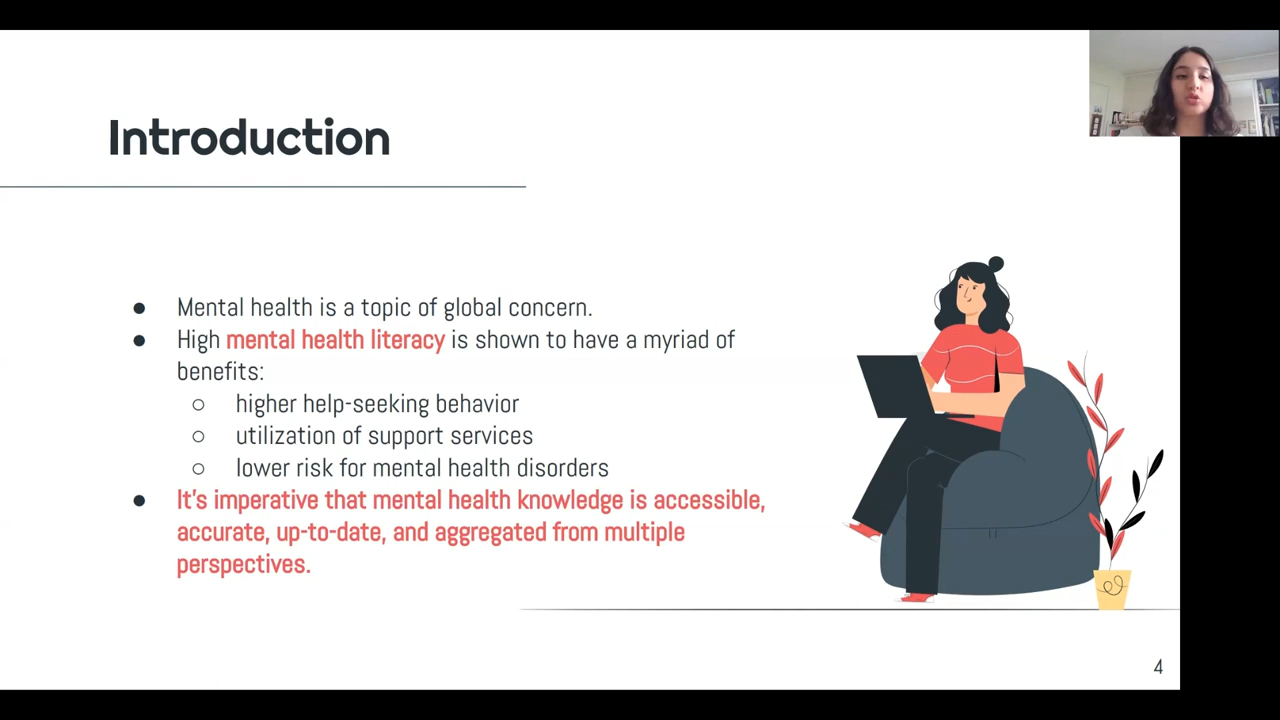 Introduction
● Mental health is a topic of global concern.
● High mental health literacy is shown to have a myriad of
benefits:
○ higher help-seeking behavior
○ utilization of support services
○ lower risk for mental health disorders
● It's imperative that mental health knowledge is accessible,
accurate, up-to-date, and aggregated from multiple
perspectives.
4